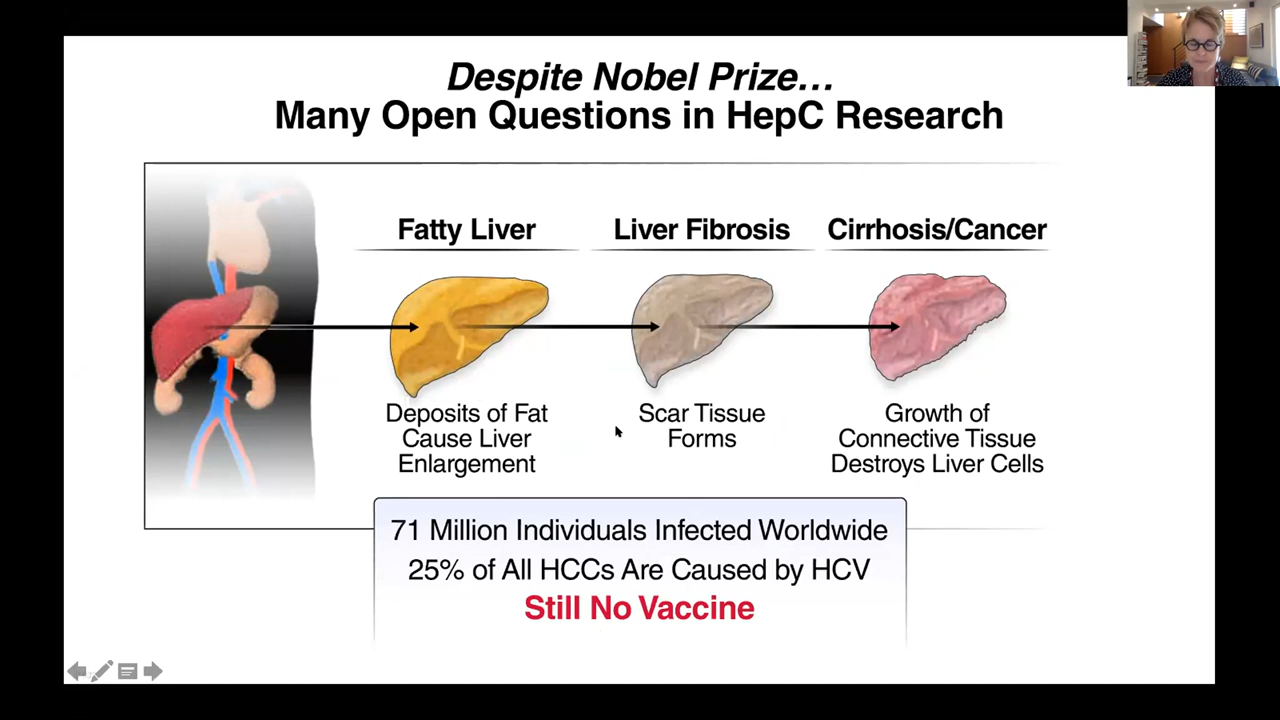 Despite Nobel Prize…
Many Open Questions in HepC Research
Fatty Liver
Liver Fibrosis
Cirrhosis/Cancer
Deposits of Fat
Cause Liver
Enlargement
Scar Tissue
Forms
Growth of
Connective Tissue
Destroys Liver Cells
71 Million Individuals Infected Worldwide
25% of All HCCs Are Caused by HCV
Still No Vaccine